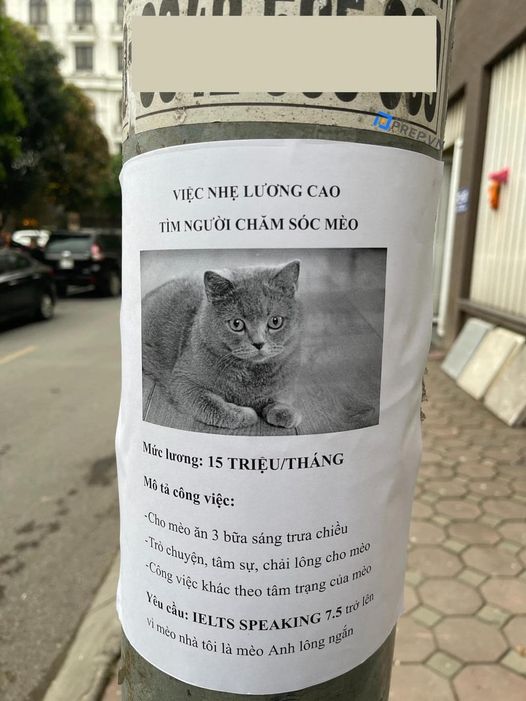 PREP.VN
VIỆC NHẸ LƯƠNG CAO
TÌM NGƯỜI CHĂM SÓC MÈO
Mức lương: 15 TRIỆU/THÁNG
Mô tả công việc:
-Cho mèo ăn 3 bữa sáng trưa chiều
-Trò chuyện, tâm sự, chải lông cho mèo
-Công việc khác theo tâm trạng của mèo
Yêu cầu: IELTS SPEAKING 7.5 trở lên
vì mèo nhà tôi là mèo Anh lông ngắn